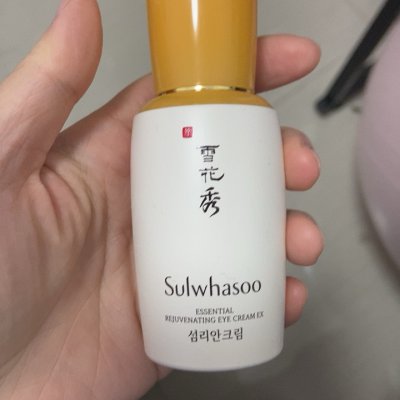 雪
花
秀
Sulwhasoo
ESSENTIAL
REJUVENATING EYE CREAM EX
섬리안크림